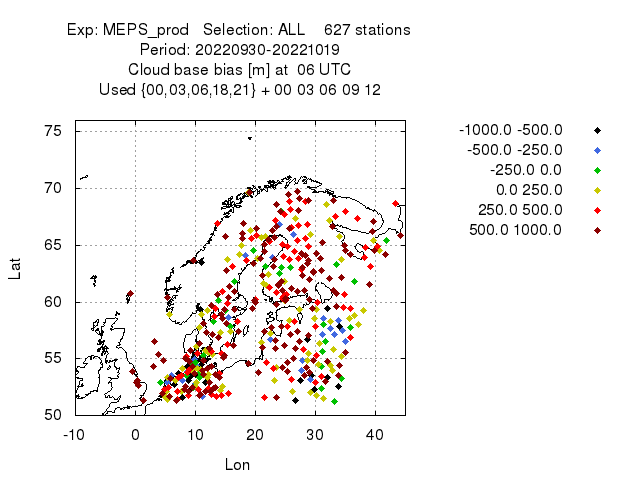 Exp: MEPS_prod Selection: ALL 627 stations
Period: 20220930-20221019
Cloud base bias [m] at 06 UTC
Used {00,03,06,18,21} + 00 03 06 09 12
-1000.0 -500.0
-500.0 -250.0
-250.0 0.0
0.0 250.0
250.0 500.0
500.0 1000.0
75
70
65
60
55
50
Lat
-10 0 10 20 30 40
Lon